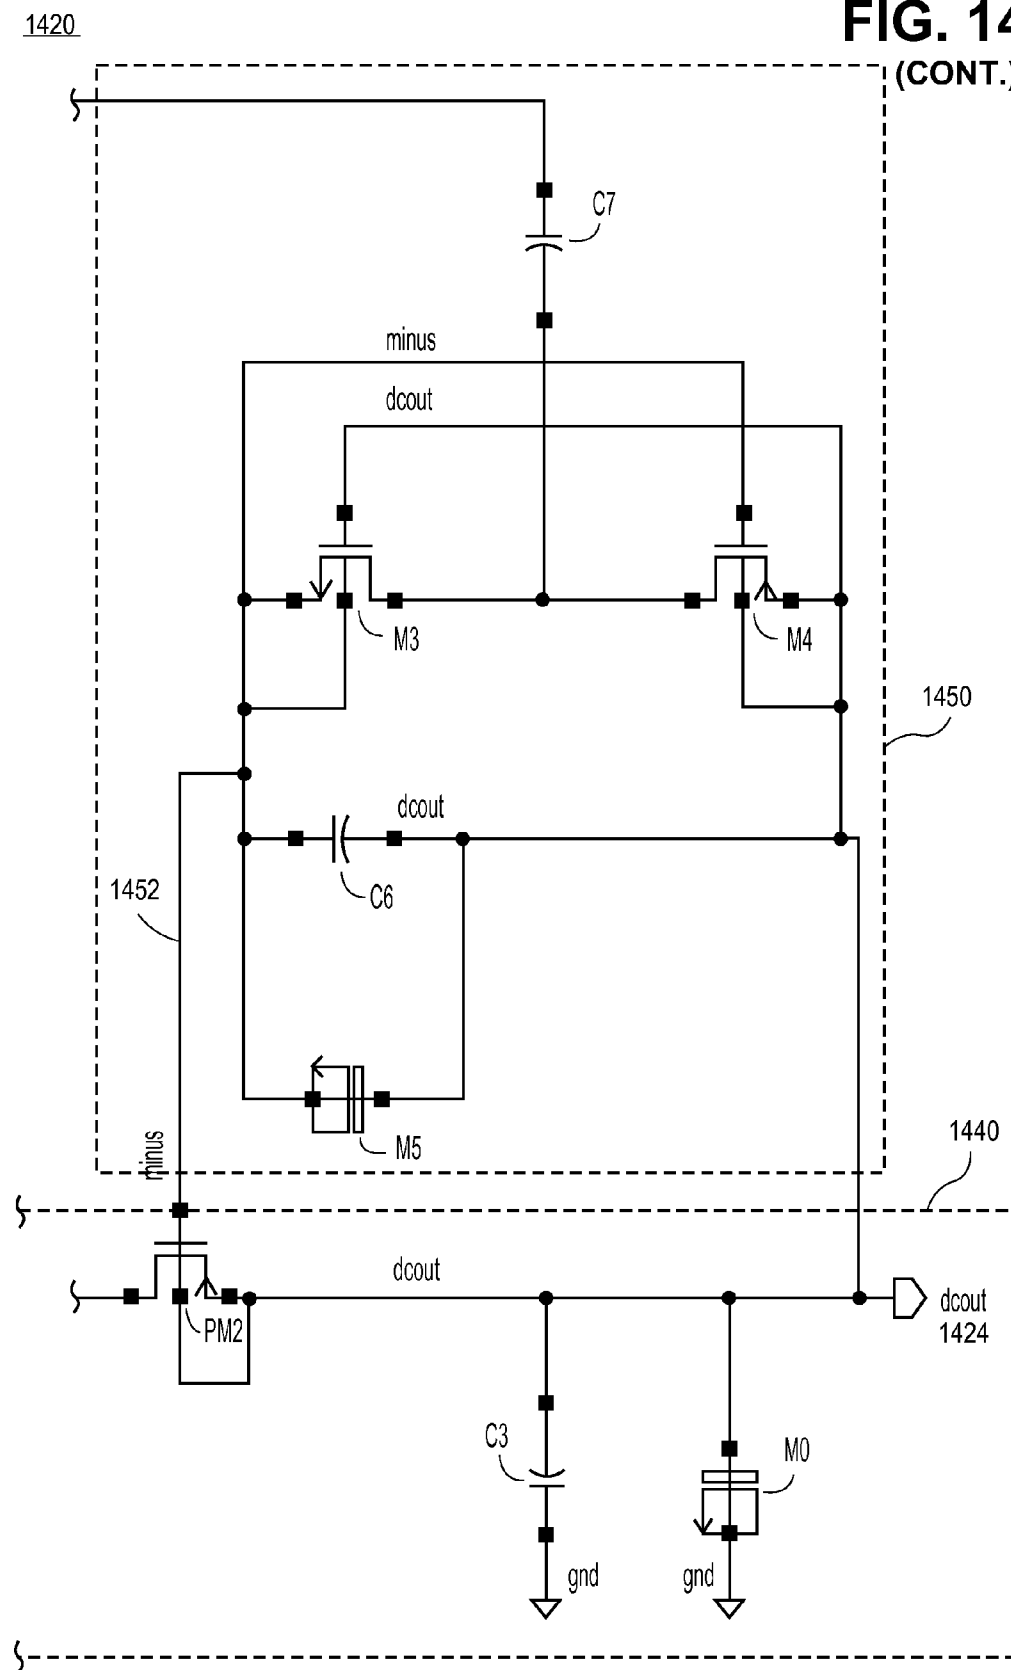 1420
FIG. 14
(CONT.)
C7
minus
dcout
M3
M4
1450
dcout
C6
1452
M5
minus
1440
dcout
PM2
dcout
1424
C3
M0
gnd
gnd